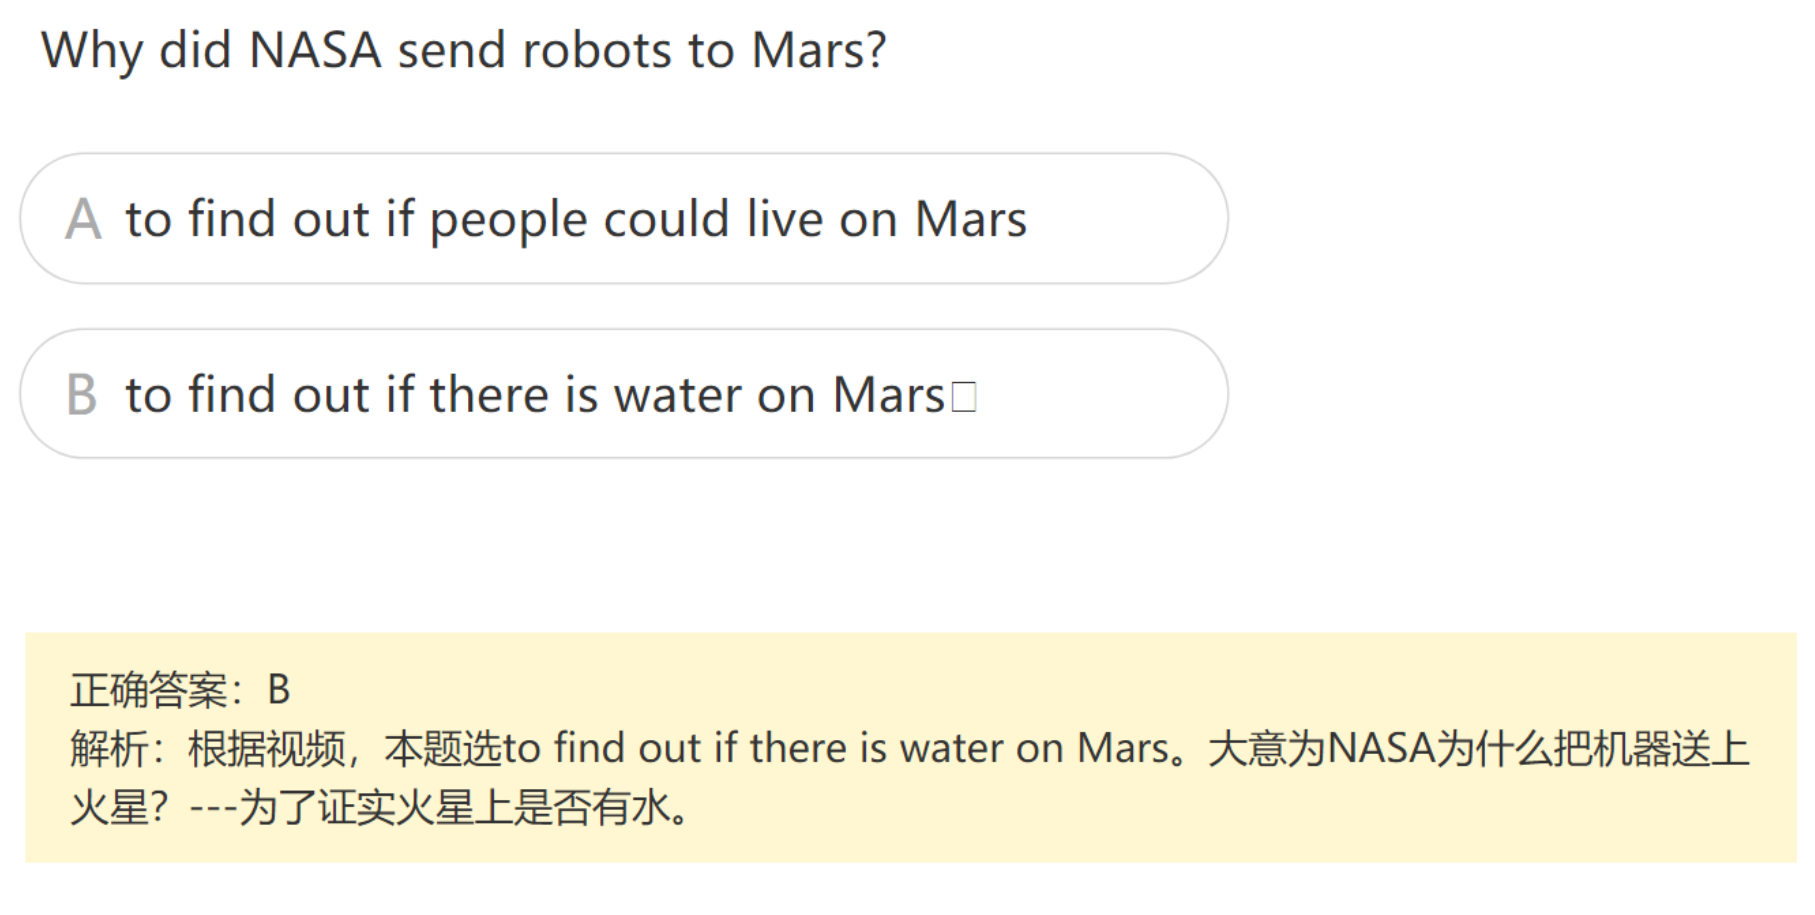 Why did NASA send robots to Mars?
A to find out if people could live on Mars
B to find out if there is water on Mars□
正确答案：B
解析：根据视频，本题选to find out if there is water on Mars。大意为NASA为什么把机器送上
火星？---为了证实火星上是否有水。